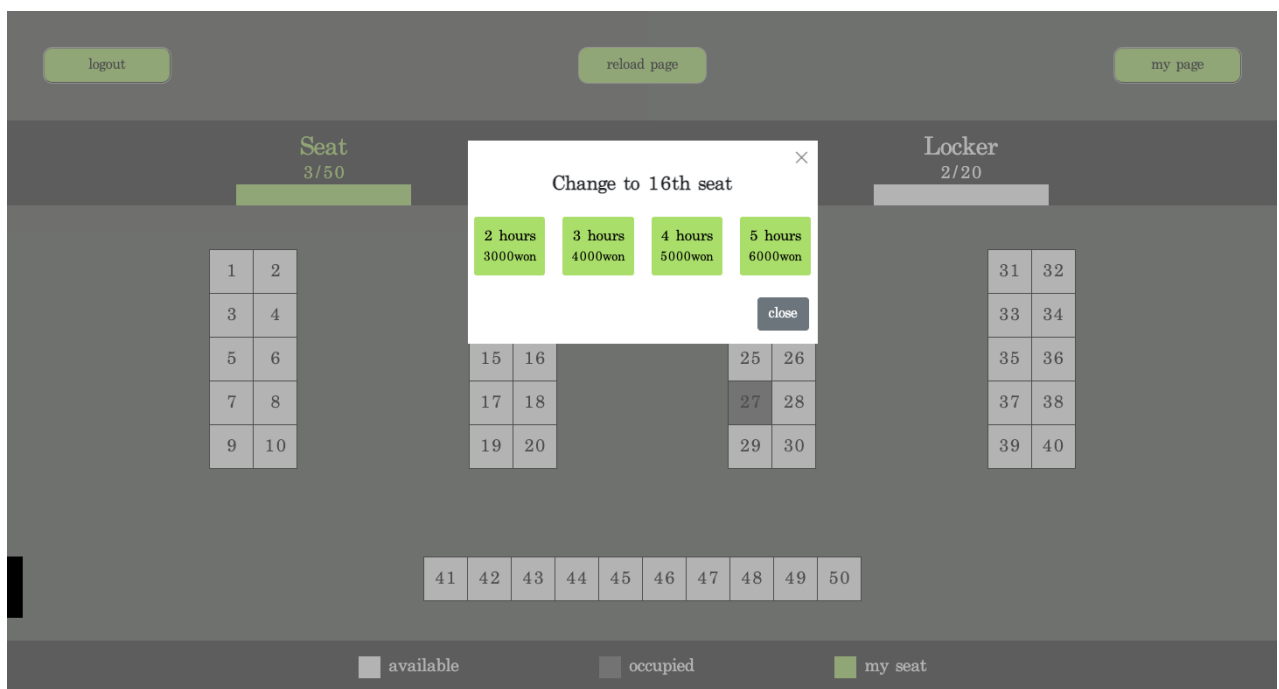 logout
reload page
my page
Seat
3/50
Locker
2/20
Change to 16th seat
2 hours
3000won
3 hours
4000won
4 hours
5000won
5 hours
6000won
close
1 2
31 32
3 4
33 34
5 6
15 16
25 26
35 36
7 8
17 18
27 28
37 38
9 10
19 20
29 30
39 40
41 42 43 44 45 46 47 48 49 50
available
occupied
my seat